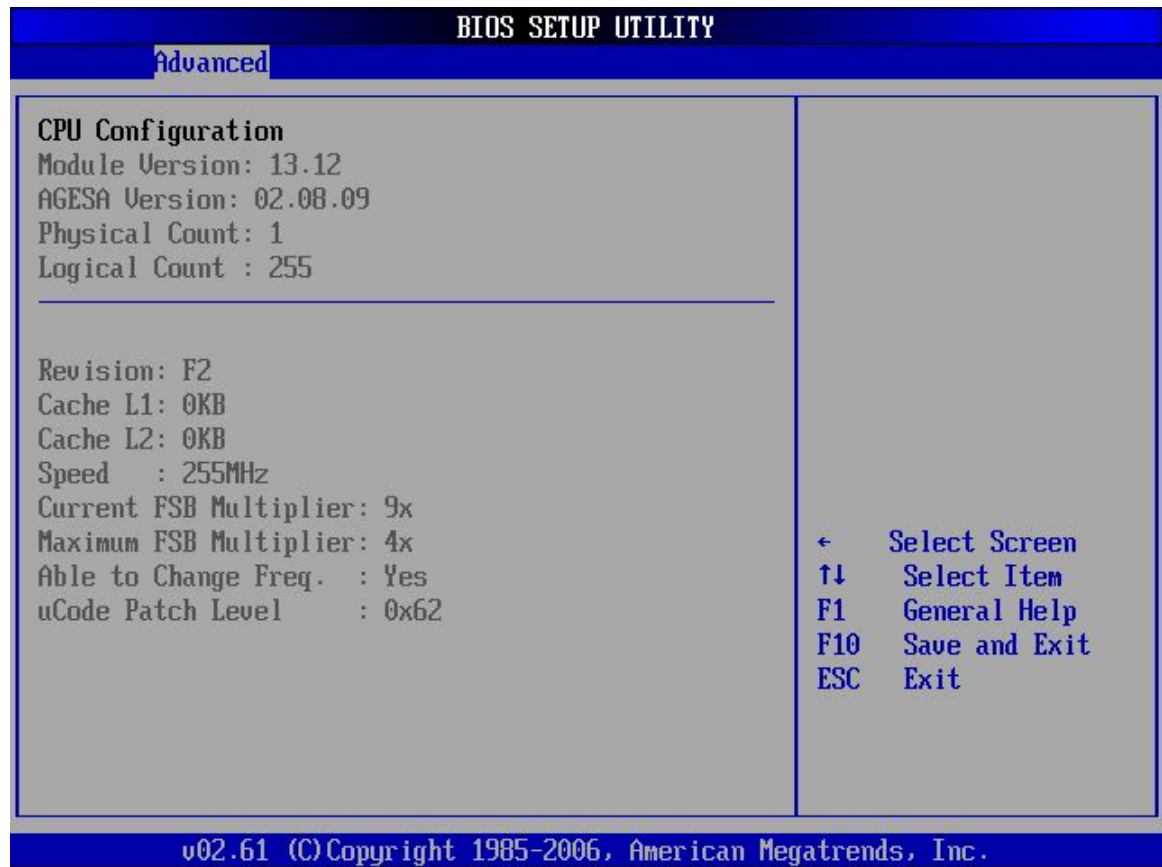 BIOS SETUP UTILITY
Advanced
CPU Configuration
Module Version: 13.12
AGESA Version: 02.08.09
Physical Count: 1
Logical Count : 255
Revision: F2
Cache L1: 0KB
Cache L2: 0KB
Speed   : 255MHz
Current FSB Multiplier: 9x
Maximum FSB Multiplier: 4x
Able to Change Freq.  : Yes
uCode Patch Level     : 0x62
← Select Screen
↑↓ Select Item
F1 General Help
F10 Save and Exit
ESC Exit
v02.61 (C)Copyright 1985-2006, American Megatrends, Inc.